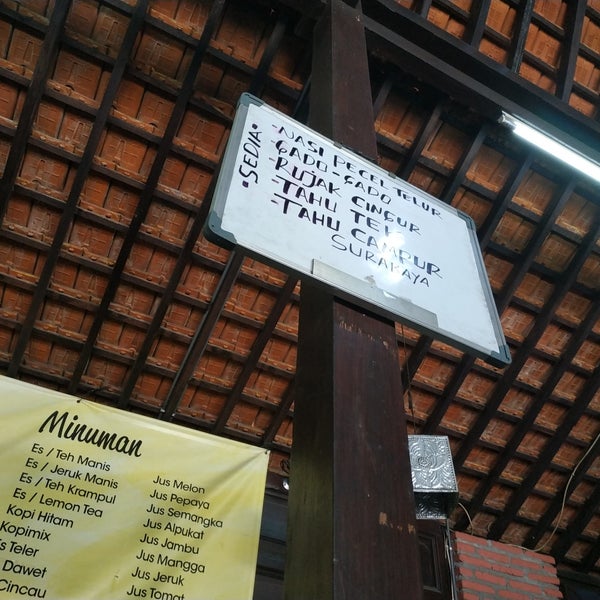 •SEDIA•
-NASI PECEL TELUR
-GADO-GADO
-RUJAK CINGUR
-TAHU TEK
-TAHU CAMPUR
SURABAYA
Minuman
Es / Teh Manis
Es / Jeruk Manis
Es / Teh Krampul
Es / Lemon Tea
Kopi Hitam
Kopimix
s Teler
Dawet
Cincau
Jus Melon
Jus Pepaya
Jus Semangka
Jus Alpukat
Jus Jambu
Jus Mangga
Jus Jeruk
Jus Tomat